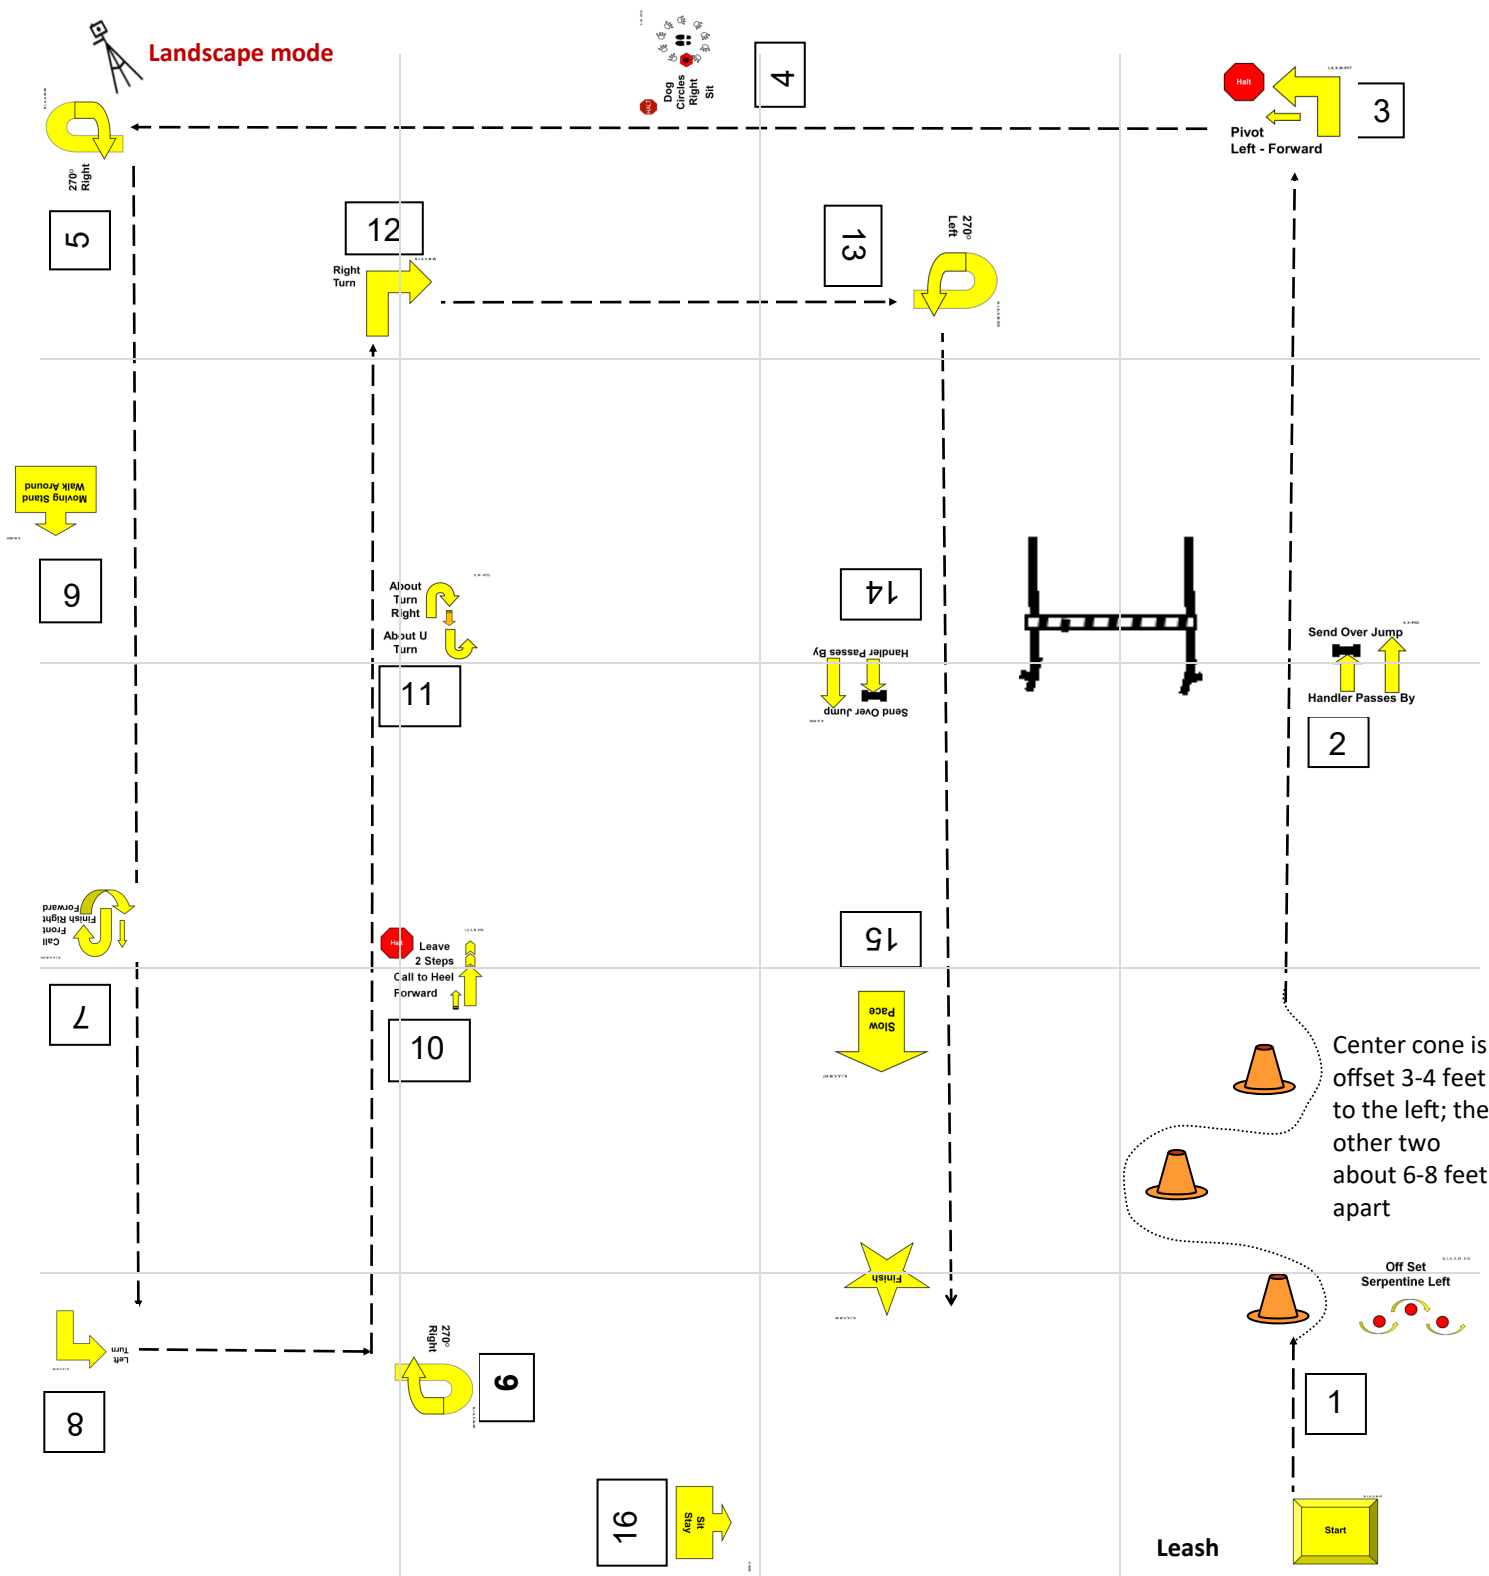 Landscape mode
HALT
Dog
Circles
Right
Sit
4
Halt
Pivot
Left - Forward
3
270°
Right
5
12
Right
Turn
13
270°
Left
Moving Stand
Walk Around
6
About
Turn
Right
About U
Turn
11
14
Handler Passes By
Send Over Jump
Send Over Jump
Handler Passes By
2
Call
Front
Finish Right
Forward
7
Halt
Leave
2 Steps
Call to Heel
Forward
10
15
Slow
Pace
Center cone is
offset 3-4 feet
to the left; the
other two
about 6-8 feet
apart
Finish
Off Set
Serpentine Left
1
Left
Turn
8
270°
Right
9
16
Sit
Stay
Leash
Start